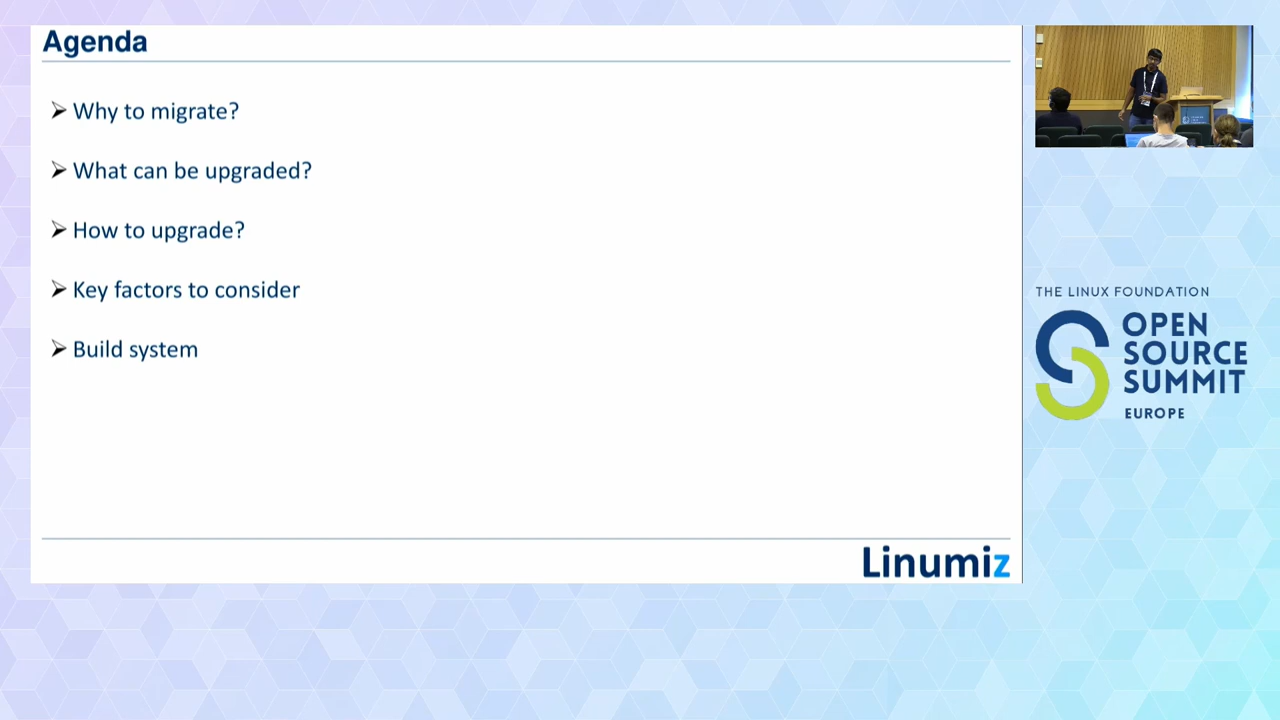 Agenda
Why to migrate?
What can be upgraded?
How to upgrade?
Key factors to consider
Build system
Linumiz
THE LINUX FOUNDATION
OPEN
SOURCE
SUMMIT
EUROPE